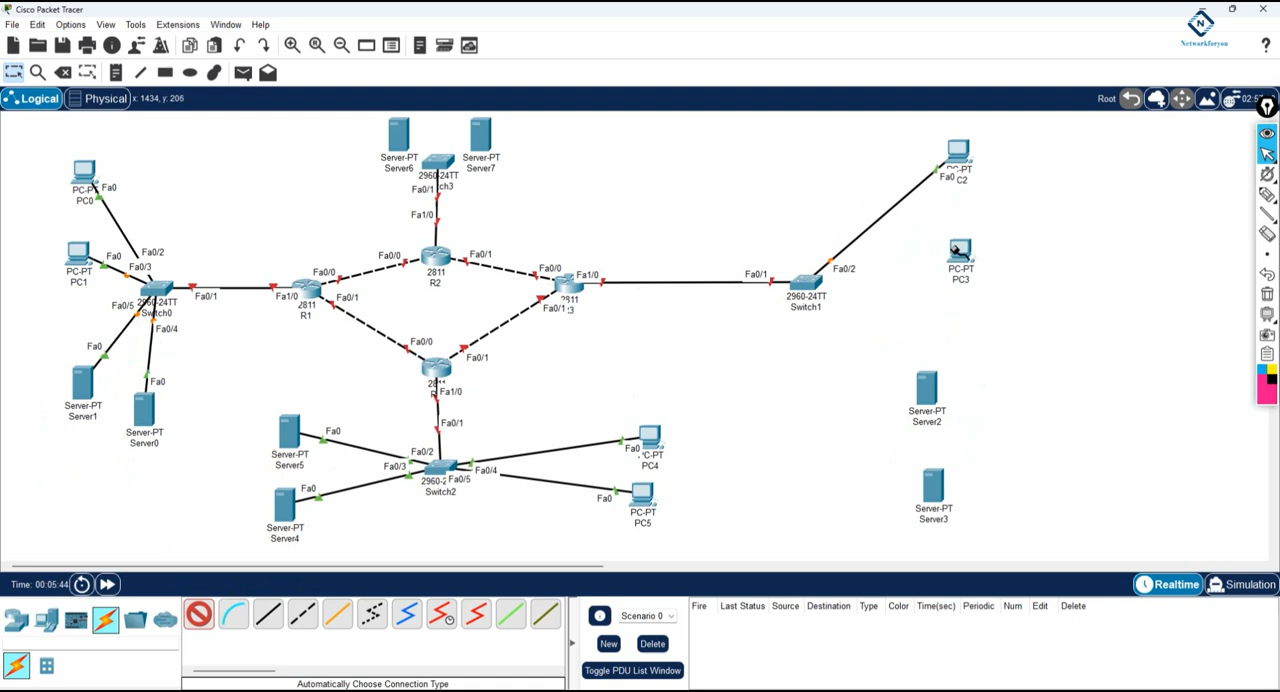 Cisco Packet Tracer
File Edit Options View Tools Extensions Window Help
Networkforyou
Logical Physical x: 1434, y: 206
Root
Server-PT
Server6
Server-PT
Server7
2960-24TT
Fa0/1
PC0
Fa0
Fa1/0
PC-PT
C2
Fa0
PC-PT
PC1
Fa0
Fa0/2
Fa0/3
Fa0/0
2811
R2
Fa0/1
PC-PT
PC3
Fa0/5
2960-24TT
Switch0
Fa0/1
Fa0/4
Fa1/0
Fa0/0
2811
R1
Fa0/1
Fa0/0
Fa1/0
Fa0/1
Fa0/1
Fa0/2
2960-24TT
Switch1
Fa0
Fa0/0
Fa0/1
Server-PT
Server1
Fa0
Server-PT
Server0
Fa1/0
Fa0/1
Server-PT
Server2
Server-PT
Server5
Fa0
Fa0/2
Fa0/3
Fa0/5
Fa0/4
Switch2
Fa0
PC4
Server-PT
Server4
Fa0
Fa0
PC-PT
PC5
Server-PT
Server3
Time: 00:05:44
Realtime Simulation
Scenario 0
New Delete
Toggle PDU List Window
Fire Last Status Source Destination Type Color Time(sec) Periodic Num Edit Delete
Automatically Choose Connection Type